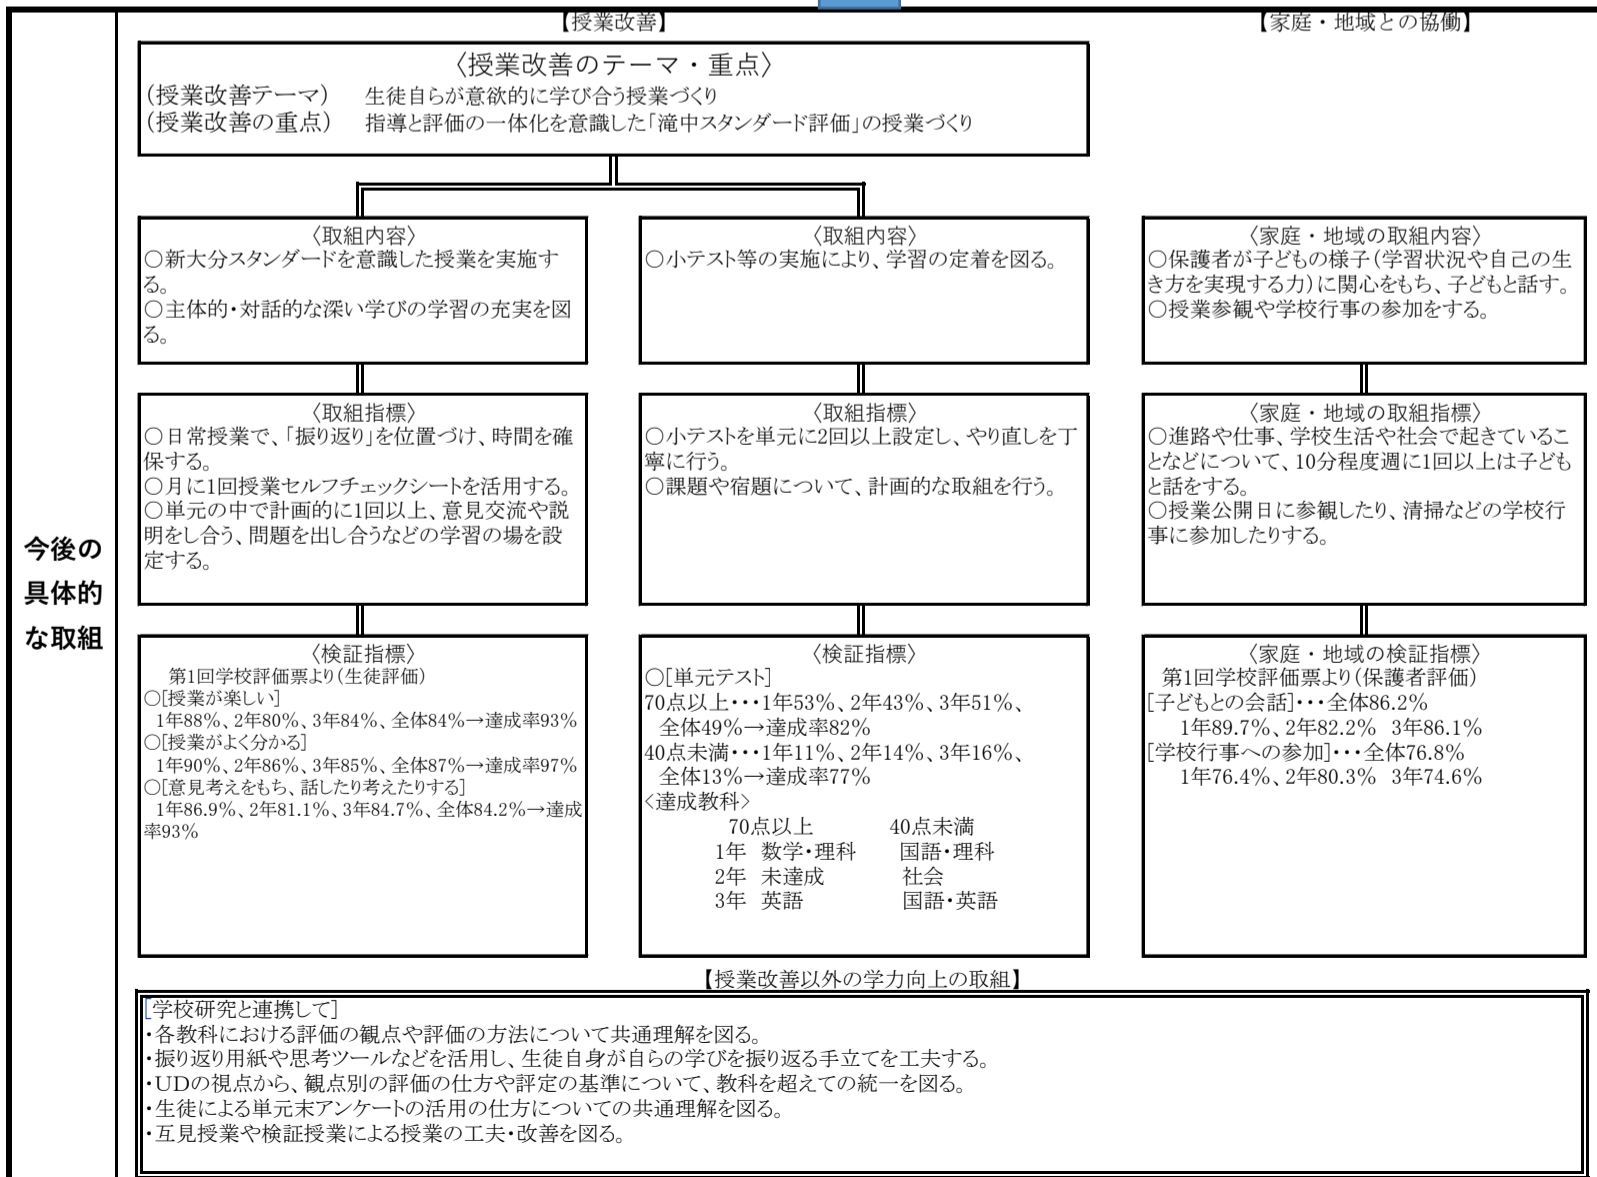 【授業改善】
〈授業改善のテーマ・重点〉
(授業改善テーマ) 生徒自らが意欲的に学び合う授業づくり
(授業改善の重点) 指導と評価の一体化を意識した「滝中スタンダード評価」の授業づくり
〈取組内容〉
○新大分スタンダードを意識した授業を実施す
る。
○主体的・対話的な深い学びの学習の充実を図
る。
〈取組指標〉
○日常授業で、「振り返り」を位置づけ、時間を確
保する。
○月に1回授業セルフチェックシートを活用する。
○単元の中で計画的に1回以上、意見交流や説
明をし合う、問題を出し合うなどの学習の場を設
定する。
〈検証指標〉
第1回学校評価票より(生徒評価)
○[授業が楽しい]
1年88%、2年80%、3年84%、全体84%→達成率93%
○[授業がよく分かる]
1年90%、2年86%、3年85%、全体87%→達成率97%
○[意見考えをもち、話したり考えたりする]
1年86.9%、2年81.1%、3年84.7%、全体84.2%→達成
率93%
〈取組内容〉
○小テスト等の実施により、学習の定着を図る。
〈取組指標〉
○小テストを単元に2回以上設定し、やり直しを丁
寧に行う。
○課題や宿題について、計画的な取組を行う。
〈検証指標〉
○[単元テスト]
70点以上・・・1年53%、2年43%、3年51%、
全体49%→達成率82%
40点未満・・・1年11%、2年14%、3年16%、
全体13%→達成率77%
<達成教科>
70点以上 40点未満
1年 数学・理科 国語・理科
2年 未達成 社会
3年 英語 国語・英語
【家庭・地域との協働】
〈家庭・地域の取組内容〉
○保護者が子どもの様子(学習状況や自己の生
き方を実現する力)に関心をもち、子どもと話す。
○授業参観や学校行事の参加をする。
〈家庭・地域の取組指標〉
○進路や仕事、学校生活や社会で起きているこ
となどについて、10分程度週に1回以上は子ども
と話をする。
○授業公開日に参観したり、清掃などの学校行
事に参加したりする。
〈家庭・地域の検証指標〉
第1回学校評価票より(保護者評価)
[子どもとの会話]・・・全体86.2%
1年89.7%、2年82.2% 3年86.1%
[学校行事への参加]・・・全体76.8%
1年76.4%、2年80.3% 3年74.6%
今後の
具体的
な取組
【授業改善以外の学力向上の取組】
[学校研究と連携して]
・各教科における評価の観点や評価の方法について共通理解を図る。
・振り返り用紙や思考ツールなどを活用し、生徒自身が自らの学びを振り返る手立てを工夫する。
・UDの視点から、観点別の評価の仕方や評定の基準について、教科を超えての統一を図る。
・生徒による単元末アンケートの活用の仕方についての共通理解を図る。
・互見授業や検証授業による授業の工夫・改善を図る。